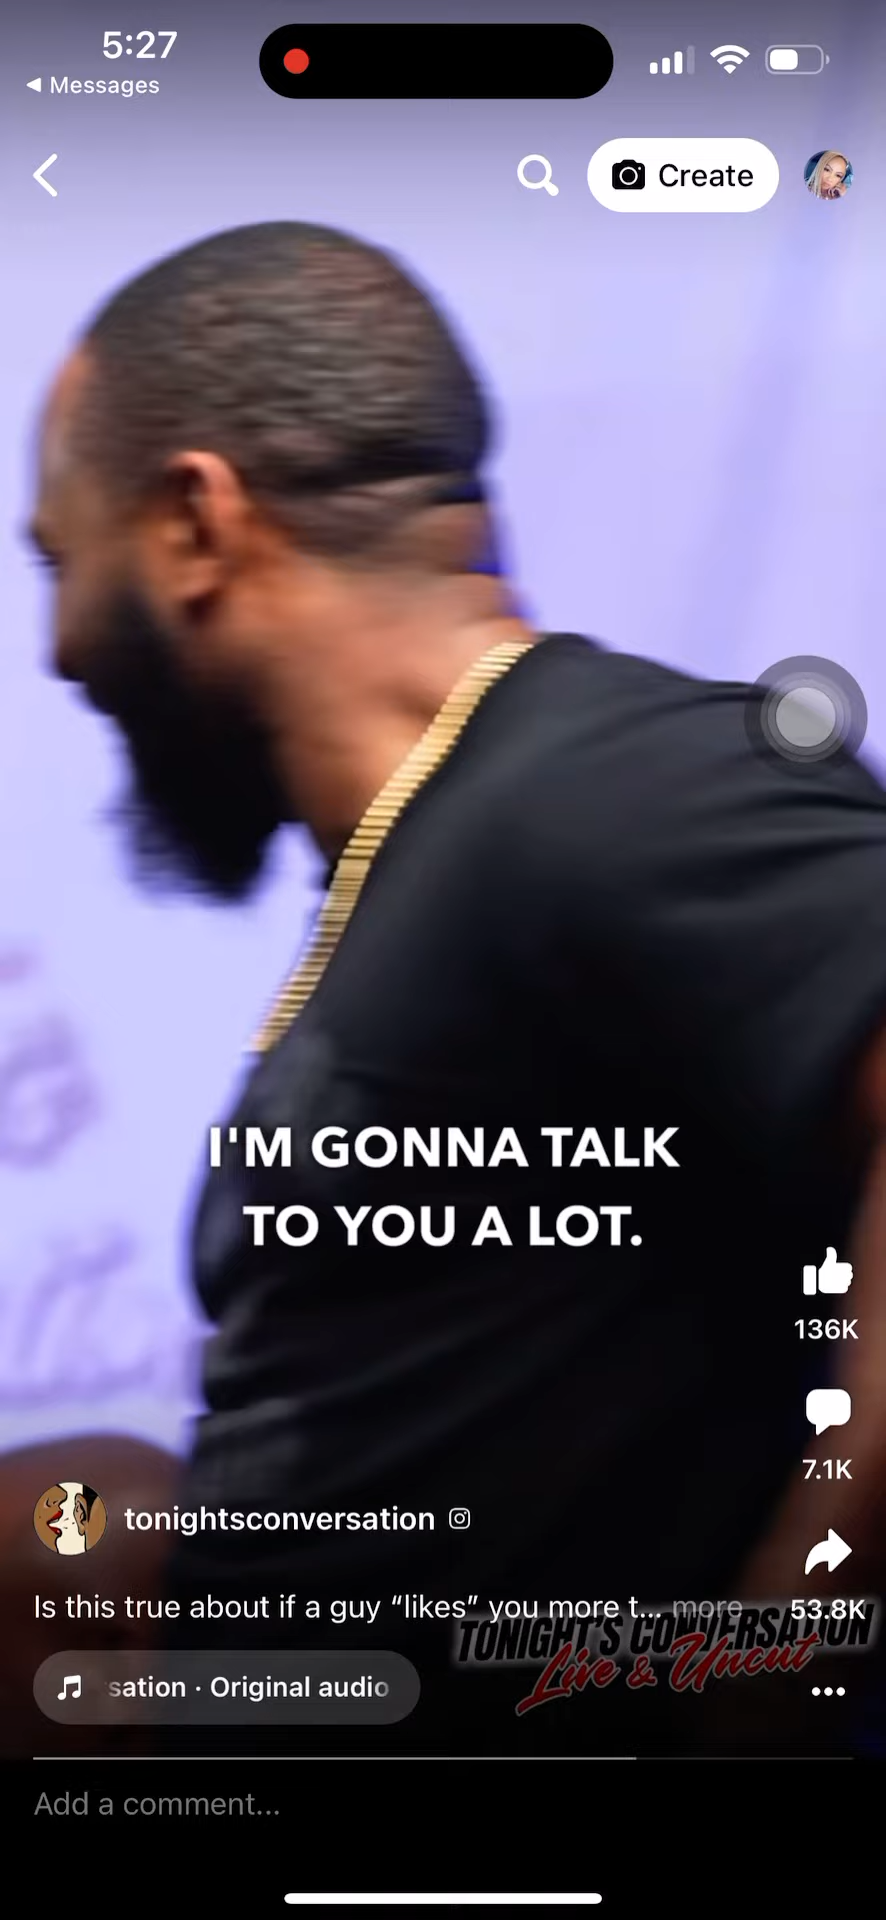 5:27
Messages
Create
I'M GONNA TALK
TO YOU A LOT.
136K
7.1K
tonightsconversation
Is this true about if a guy “likes” you more t... more
53.8K
TONIGHT'S CONVERSATION
Live & Uncut
sation · Original audio
Add a comment...